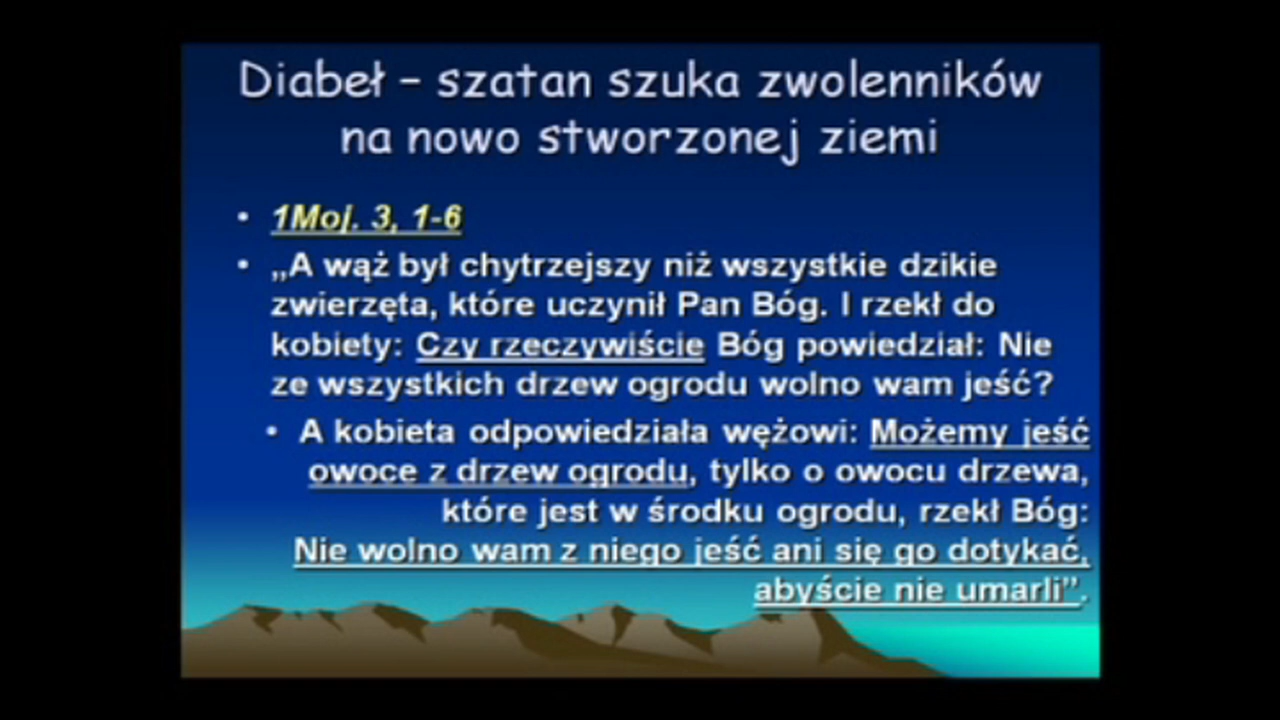 Diabeł – szatan szuka zwolenników
na nowo stworzonej ziemi
• 1Moj. 3, 1-6
• „A wąż był chytrzejszy niż wszystkie dzikie
zwierzęta, które uczynił Pan Bóg. I rzekł do
kobiety: Czy rzeczywiście Bóg powiedział: Nie
ze wszystkich drzew ogrodu wolno wam jeść?
• A kobieta odpowiedziała wężowi: Możemy jeść
owoce z drzew ogrodu, tylko o owocu drzewa,
które jest w środku ogrodu, rzekł Bóg:
Nie wolno wam z niego jeść ani się go dotykać,
abyście nie umarli”.